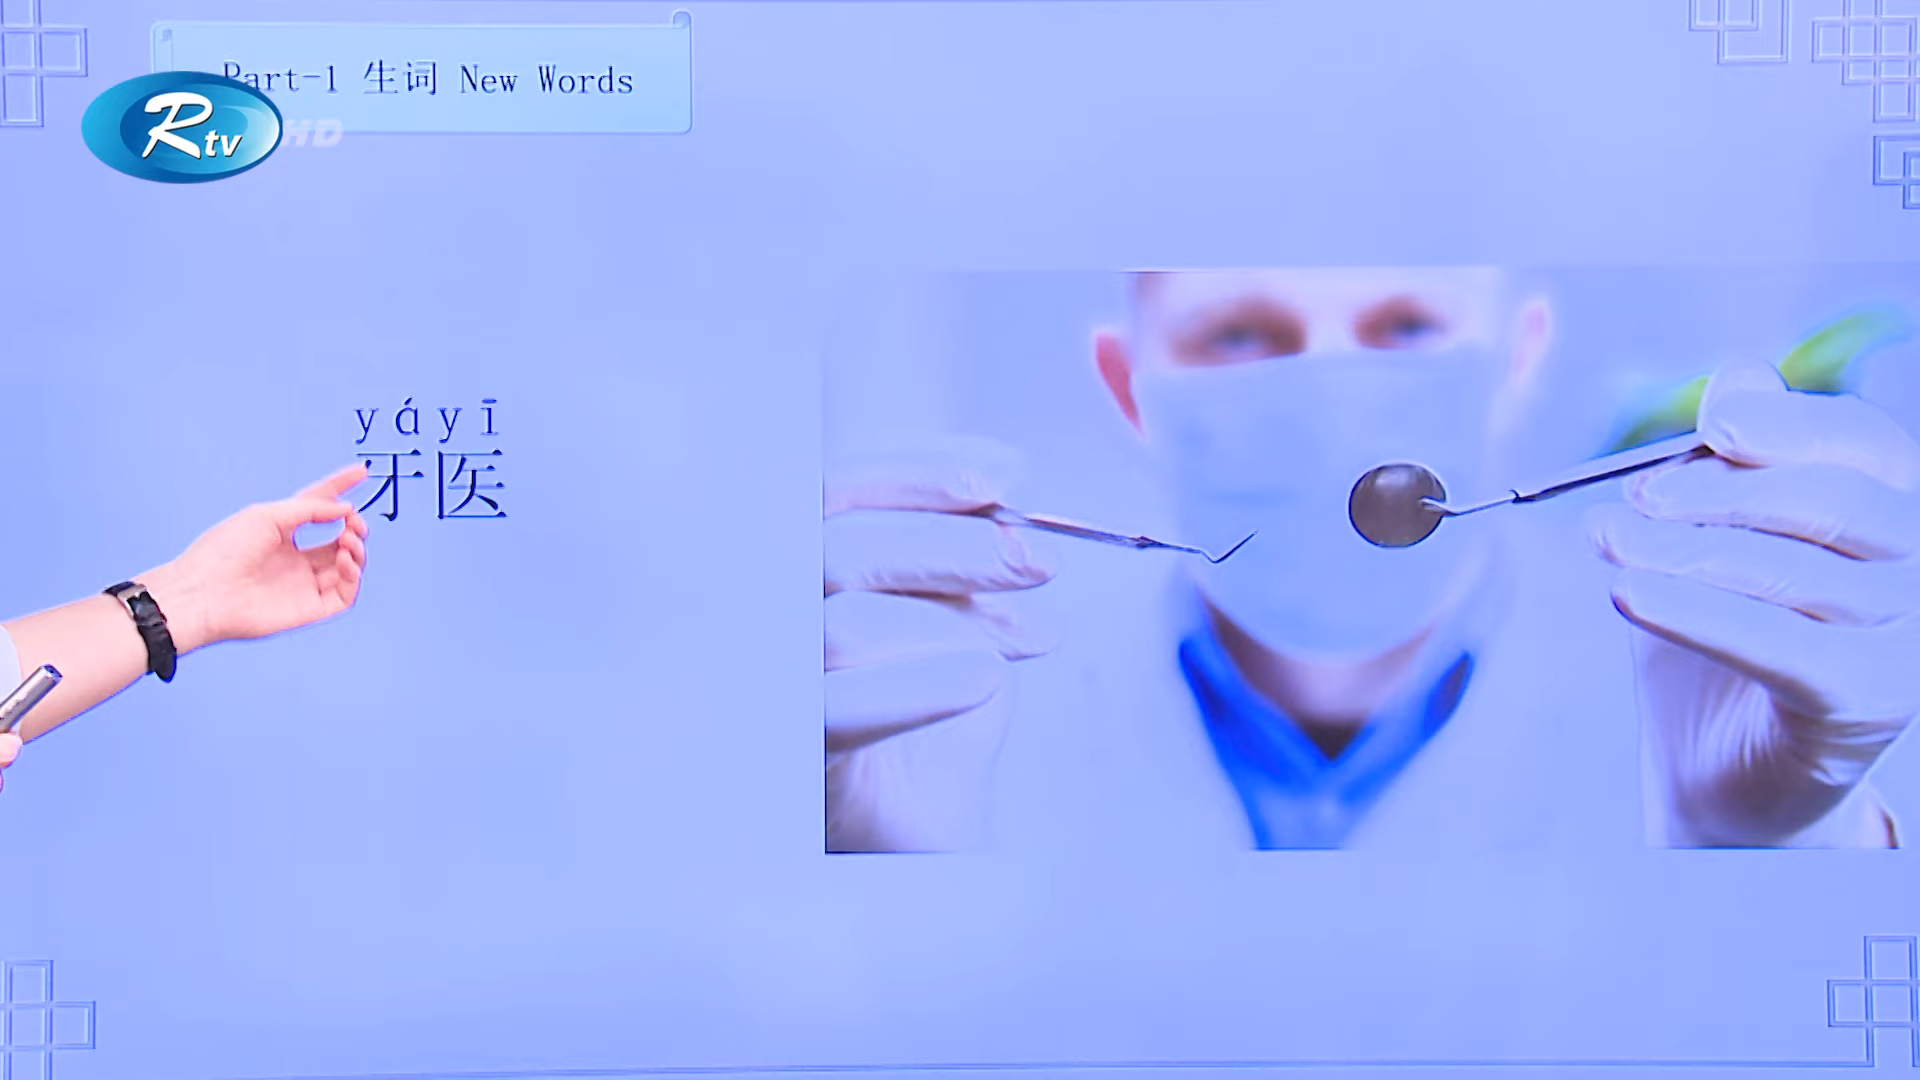 Part-1 生词 New Words
Rtv
HD
yáyī
牙医